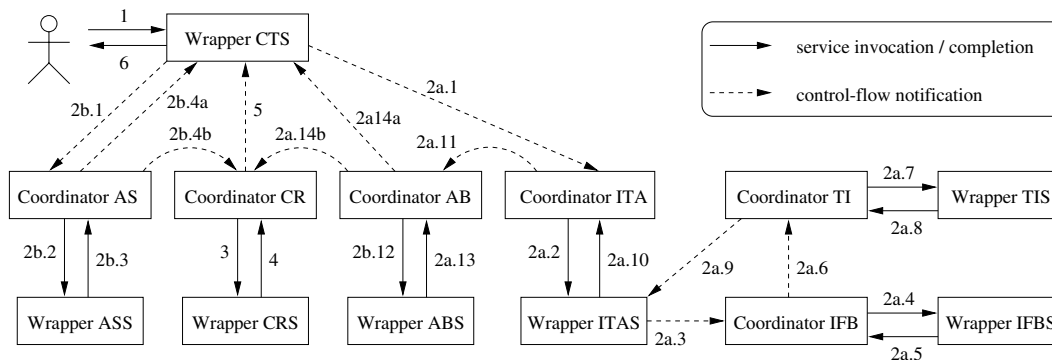 1
Wrapper CTS
6
service invocation / completion
control-flow notification
2b.1
2b.4a
5
2a14a
2a.1
2b.4b
2a.14b
2a.11
Coordinator AS
Coordinator CR
Coordinator AB
Coordinator ITA
Coordinator TI
2a.7
Wrapper TIS
2a.8
2b.2
2b.3
3
4
2b.12
2a.13
2a.2
2a.10
2a.9
2a.6
Wrapper ASS
Wrapper CRS
Wrapper ABS
Wrapper ITAS
2a.3
Coordinator IFB
2a.4
Wrapper IFBS
2a.5